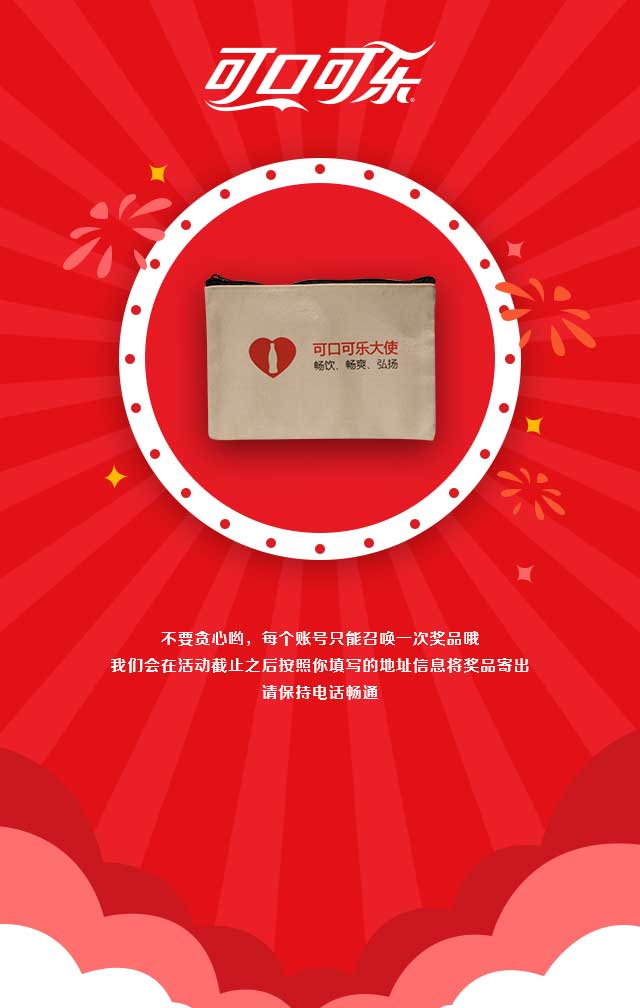 可口可乐
可口可乐大使
畅饮、畅爽、弘扬
不要贪心哟，每个账号只能召唤一次奖品哦
我们会在活动截止之后按照你填写的地址信息将奖品寄出
请保持电话畅通